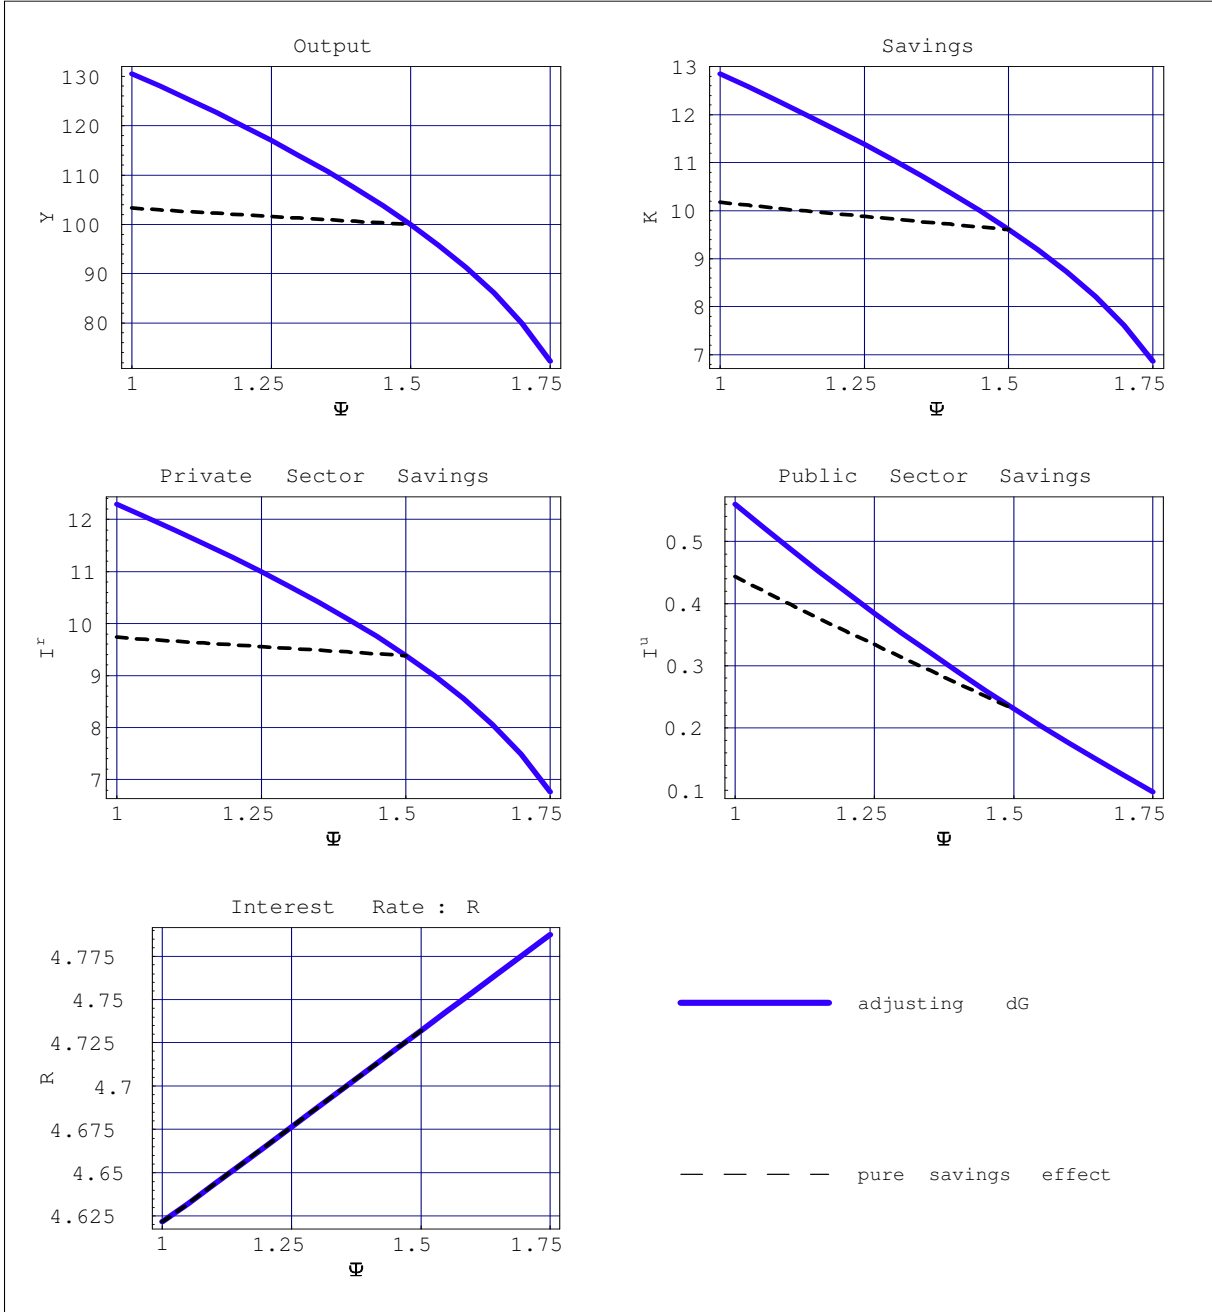 Output
130
120
110
100
90
80
Y
1 1.25 1.5 1.75
Ψ
Savings
13
12
11
10
9
8
7
K
1 1.25 1.5 1.75
Ψ
Private Sector Savings
12
11
10
9
8
7
I^r
1 1.25 1.5 1.75
Ψ
Public Sector Savings
0.5
0.4
0.3
0.2
0.1
I^u
1 1.25 1.5 1.75
Ψ
Interest Rate : R
4.775
4.75
4.725
4.7
4.675
4.65
4.625
R
1 1.25 1.5 1.75
Ψ
adjusting dG
pure savings effect